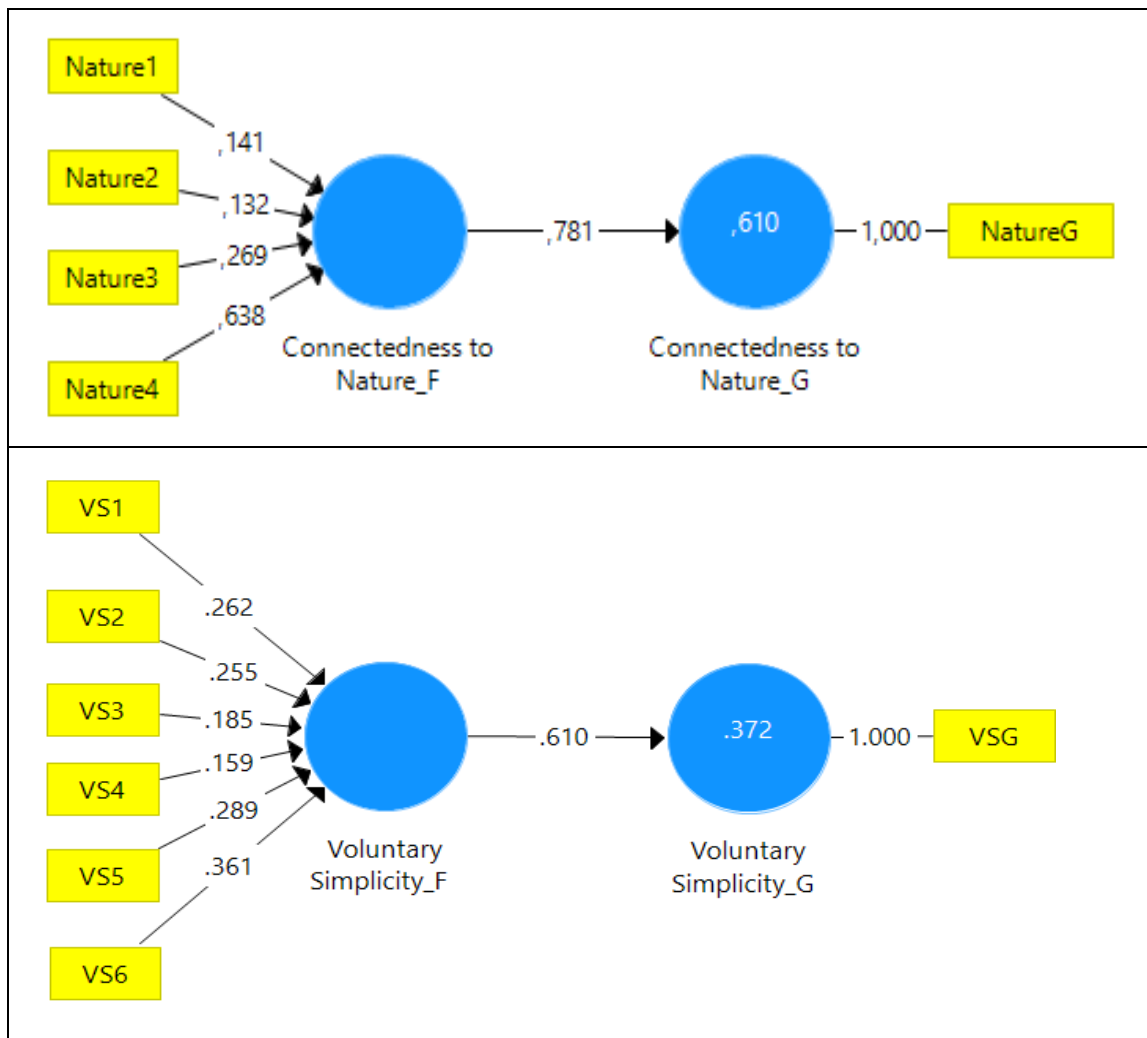 Nature1
,141
Nature2
,132
Nature3
,269
,638
Nature4
,781
,610
1,000
NatureG
Connectedness to
Nature_F
Connectedness to
Nature_G
VS1
.262
VS2
.255
VS3
.185
VS4
.159
.289
VS5
.361
VS6
.610
.372
1.000
VSG
Voluntary
Simplicity_F
Voluntary
Simplicity_G